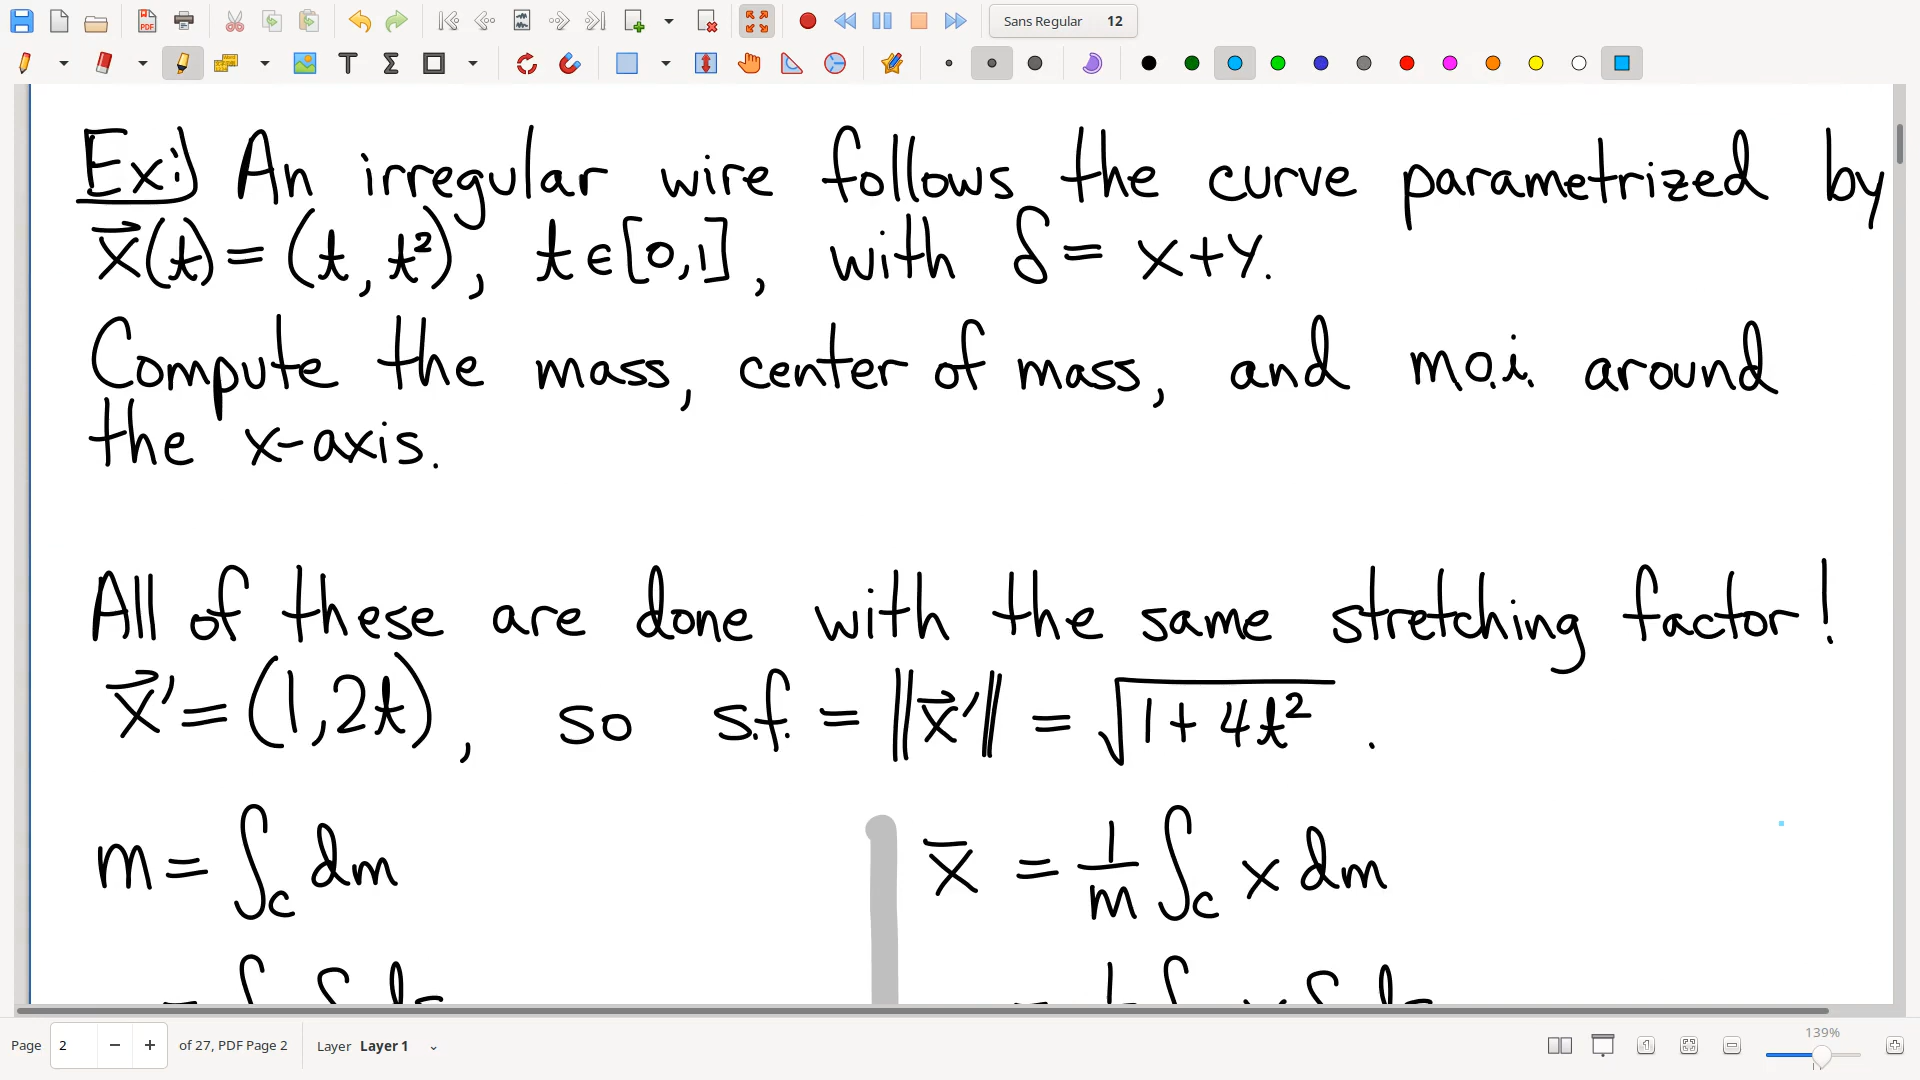 Sans Regular 12
Ex:) An irregular wire follows the curve parametrized by
x⃗(t) = (t, t²), t∈[0,1], with δ = x+y.
Compute the mass, center of mass, and m.o.i. around
the x-axis.
All of these are done with the same stretching factor!
x⃗' = (1, 2t), so s.f. = ||x⃗'|| = √(1+4t²).
m = ∫_C dm
x̄ = 1/m ∫_C x dm
Page 2 of 27, PDF Page 2 Layer Layer 1 139%